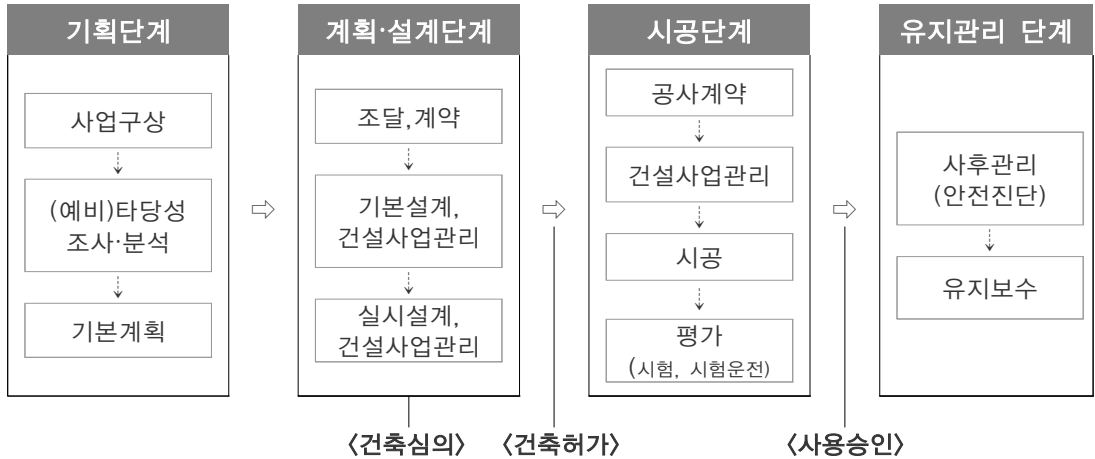 기획단계
사업구상
(예비)타당성
조사·분석
기본계획
계획·설계단계
조달,계약
기본설계,
건설사업관리
실시설계,
건설사업관리
시공단계
공사계약
건설사업관리
시공
평가
(시험, 시험운전)
유지관리 단계
사후관리
(안전진단)
유지보수
〈건축심의〉 〈건축허가〉 〈사용승인〉